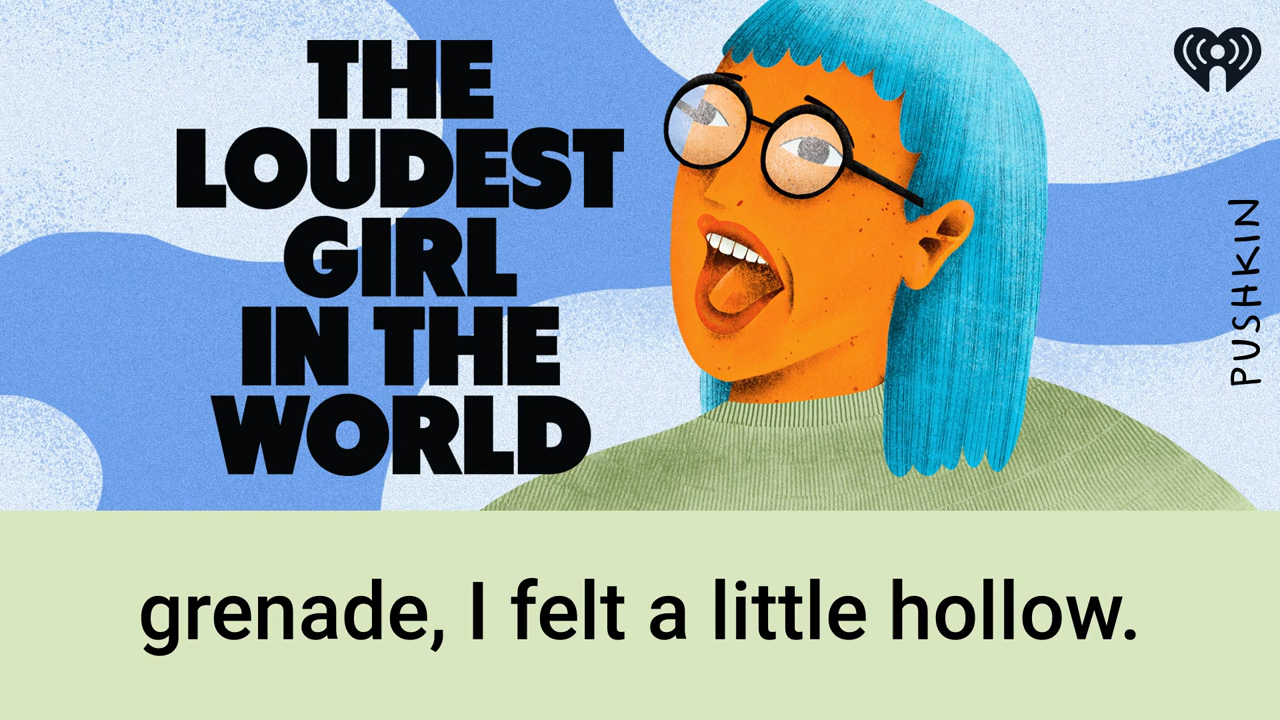 THE
LOUDEST
GIRL
IN THE
WORLD
PUSHKIN
grenade, I felt a little hollow.